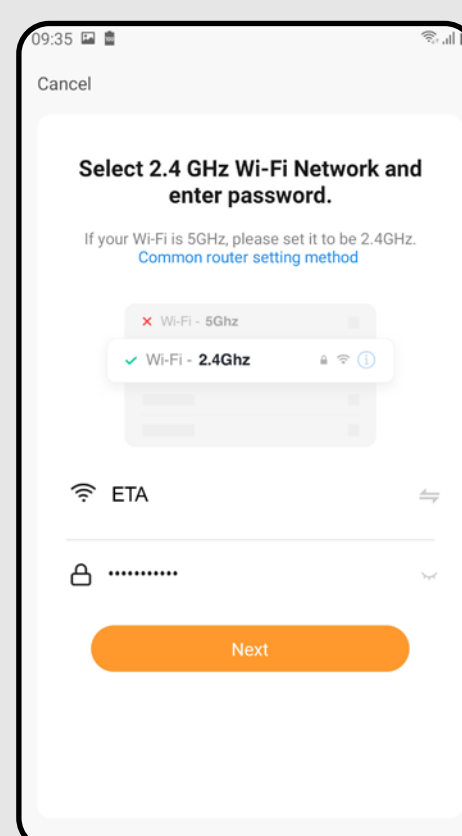 09:35
Cancel
Select 2.4 GHz Wi-Fi Network and
enter password.
If your Wi-Fi is 5GHz, please set it to be 2.4GHz.
Common router setting method
Wi-Fi - 5Ghz
Wi-Fi - 2.4Ghz
ETA
•••••••••••
Next